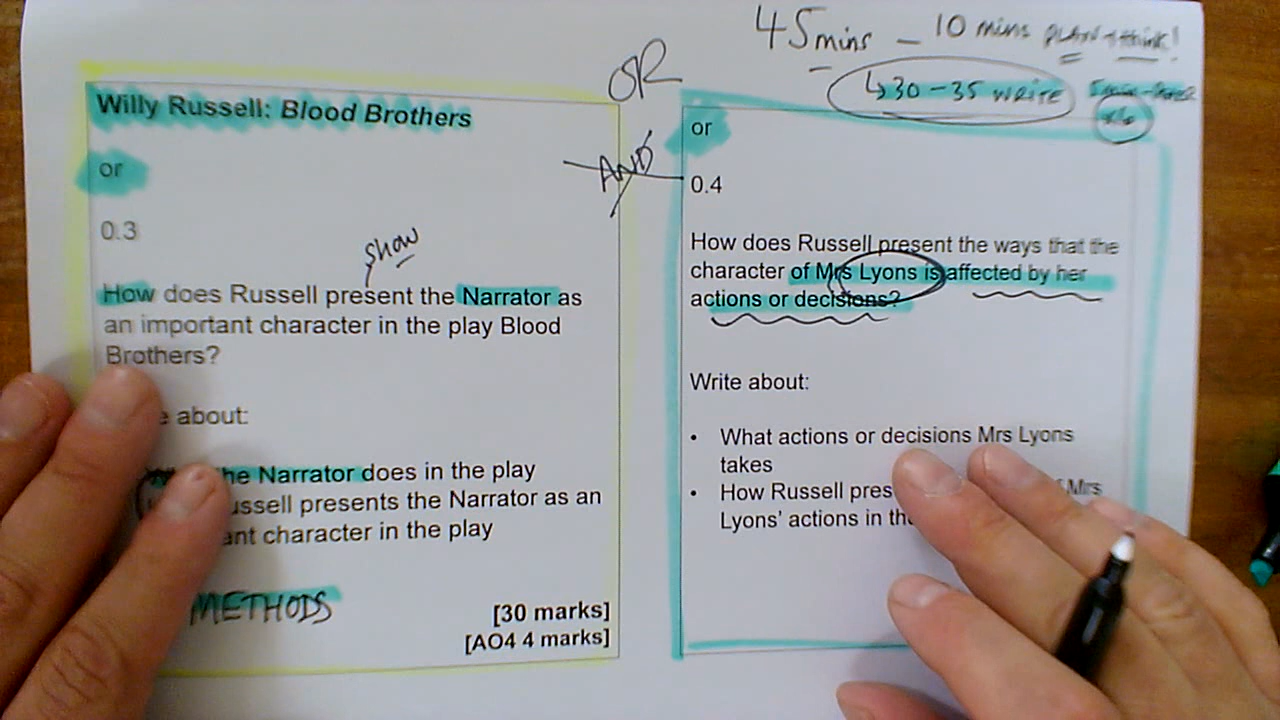 45 mins – 10 mins PLAN + think!
↳ 30 – 35 WRITE
OR
AND
Willy Russell: Blood Brothers
or
0.3
show
How does Russell present the Narrator as
an important character in the play Blood
Brothers?
about:
the Narrator does in the play
Russell presents the Narrator as an
character in the play
METHODS
[30 marks]
[AO4 4 marks]
or
0.4
How does Russell present the ways that the
character of Mrs Lyons is affected by her
actions or decisions?
Write about:
• What actions or decisions Mrs Lyons
takes
• How Russell Mrs
Lyons' actions in